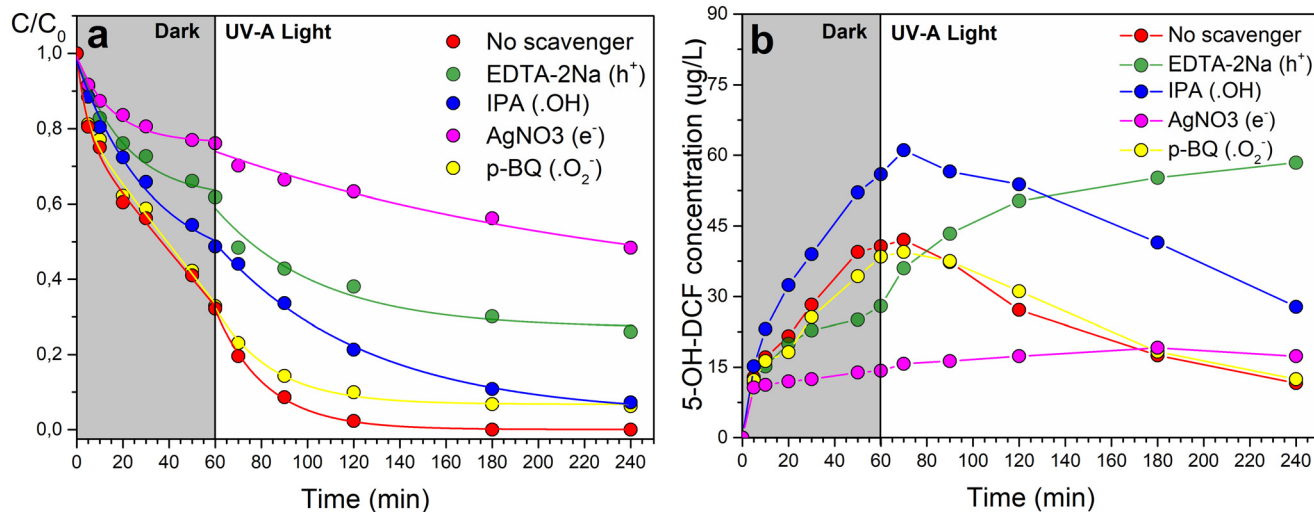 C/C0
a
Dark
UV-A Light
No scavenger
EDTA-2Na (h+)
IPA (.OH)
AgNO3 (e-)
p-BQ (.O2-)
1,0
0,8
0,6
0,4
0,2
0,0
0 20 40 60 80 100 120 140 160 180 200 220 240
Time (min)
b
Dark
UV-A Light
No scavenger
EDTA-2Na (h+)
IPA (.OH)
AgNO3 (e-)
p-BQ (.O2-)
5-OH-DCF concentration (ug/L)
90
75
60
45
30
15
0
0 20 40 60 80 100 120 140 160 180 200 220 240
Time (min)